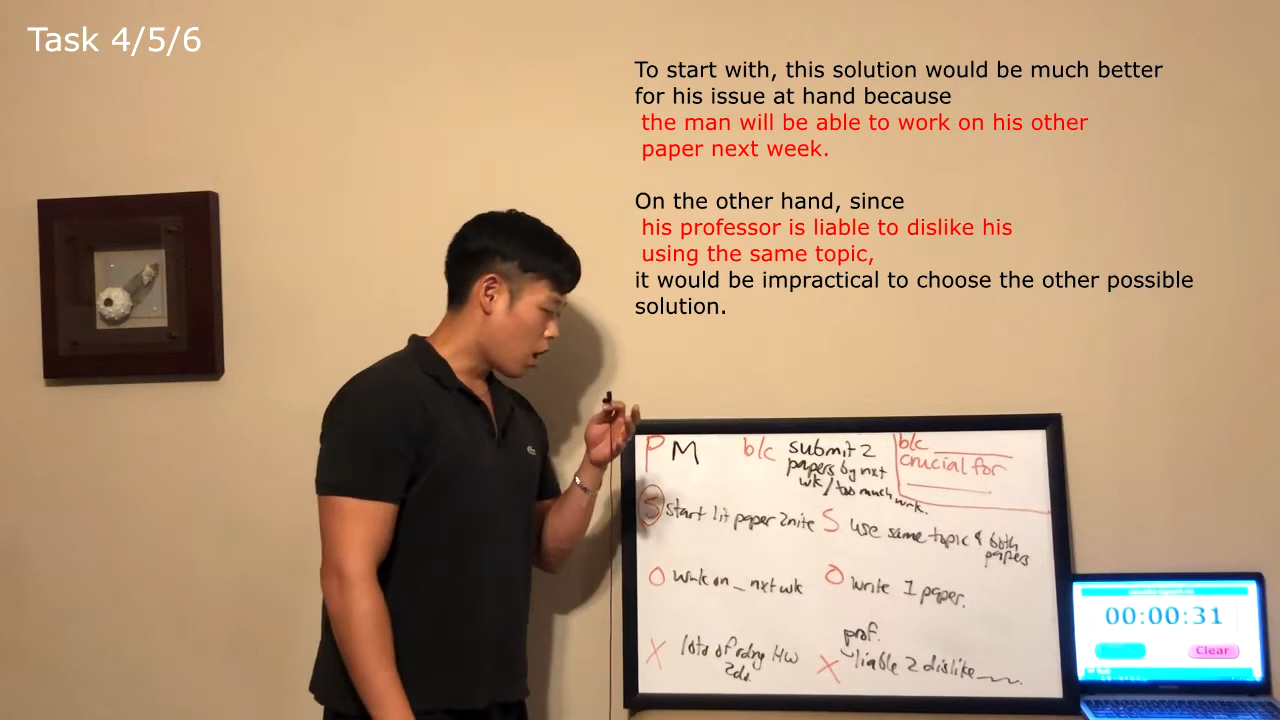 Task 4/5/6
To start with, this solution would be much better
for his issue at hand because
the man will be able to work on his other
paper next week.
On the other hand, since
his professor is liable to dislike his
using the same topic,
it would be impractical to choose the other possible
solution.
P M b/c submit 2
papers by nxt
wk / too much wrk.
b/c
crucial for
S start lit paper 2nite
S use same topic 4 both
papers
O wrk on _ nxt wk
O write 1 paper.
X lots of rdng HW
2do
X prof.
liable 2 dislike
00:00:31
Clear